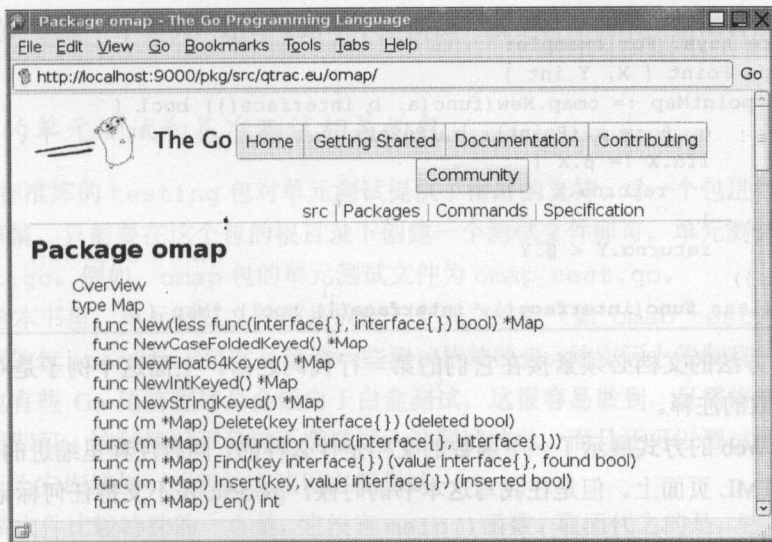 Package omap - The Go Programming Language
File Edit View Go Bookmarks Tools Tabs Help
http://localhost:9000/pkg/src/qtrac.eu/omap/ Go
The Go Home Getting Started Documentation Contributing
Community
src | Packages | Commands | Specification
Package omap
Overview
type Map
func New(less func(interface{}, interface{}) bool) *Map
func NewCaseFoldedKeyed() *Map
func NewFloat64Keyed() *Map
func NewIntKeyed() *Map
func NewStringKeyed() *Map
func (m *Map) Delete(key interface{}) (deleted bool)
func (m *Map) Do(function func(interface{}, interface{}))
func (m *Map) Find(key interface{}) (value interface{}, found bool)
func (m *Map) Insert(key, value interface{}) (inserted bool)
func (m *Map) Len() int